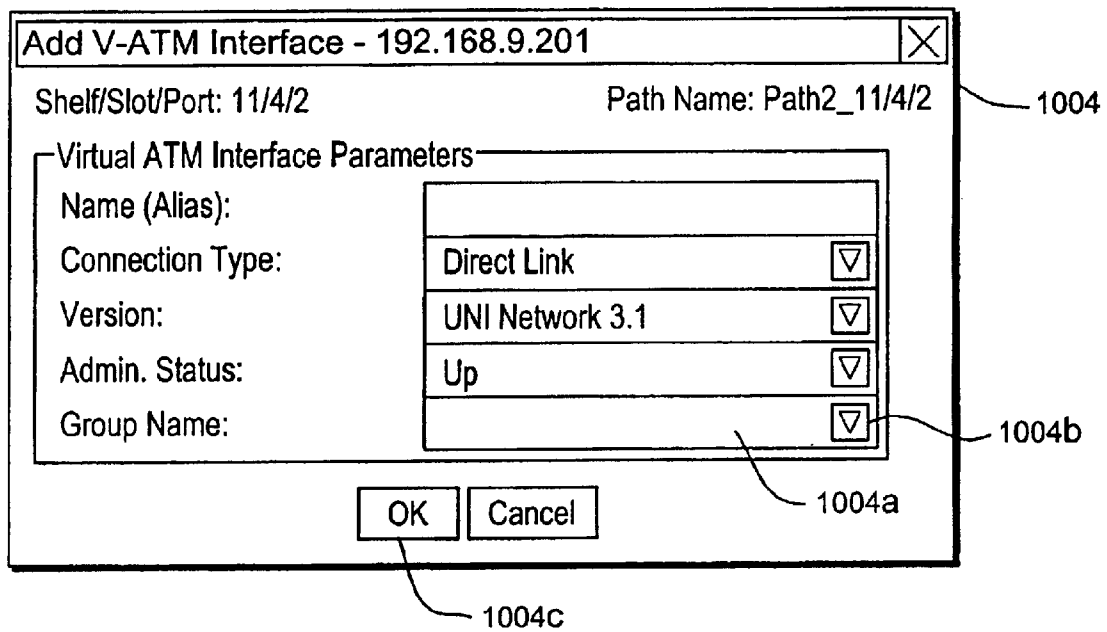 Add V-ATM Interface - 192.168.9.201
Shelf/Slot/Port: 11/4/2 Path Name: Path2_11/4/2
1004
Virtual ATM Interface Parameters
Name (Alias):
Connection Type: Direct Link
Version: UNI Network 3.1
Admin. Status: Up
Group Name:
1004b
1004a
OK Cancel
1004c